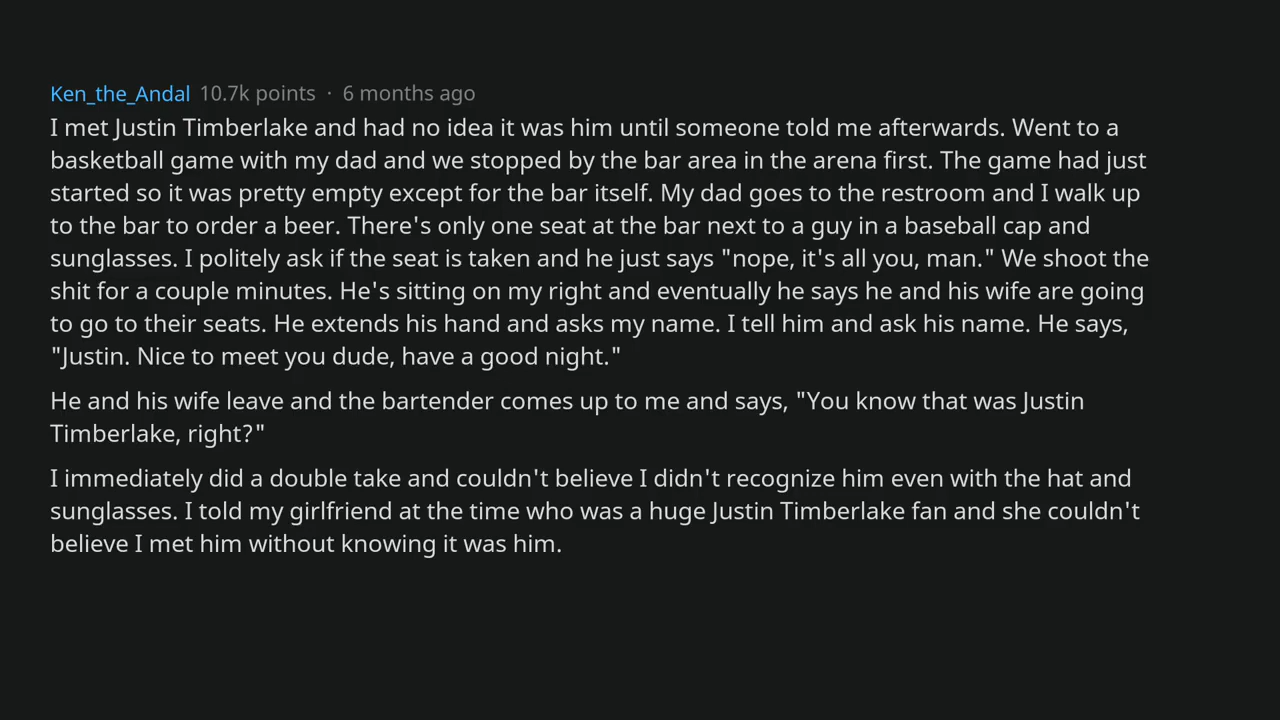 Ken_the_Andal 10.7k points · 6 months ago
I met Justin Timberlake and had no idea it was him until someone told me afterwards. Went to a
basketball game with my dad and we stopped by the bar area in the arena first. The game had just
started so it was pretty empty except for the bar itself. My dad goes to the restroom and I walk up
to the bar to order a beer. There's only one seat at the bar next to a guy in a baseball cap and
sunglasses. I politely ask if the seat is taken and he just says "nope, it's all you, man." We shoot the
shit for a couple minutes. He's sitting on my right and eventually he says he and his wife are going
to go to their seats. He extends his hand and asks my name. I tell him and ask his name. He says,
"Justin. Nice to meet you dude, have a good night."
He and his wife leave and the bartender comes up to me and says, "You know that was Justin
Timberlake, right?"
I immediately did a double take and couldn't believe I didn't recognize him even with the hat and
sunglasses. I told my girlfriend at the time who was a huge Justin Timberlake fan and she couldn't
believe I met him without knowing it was him.